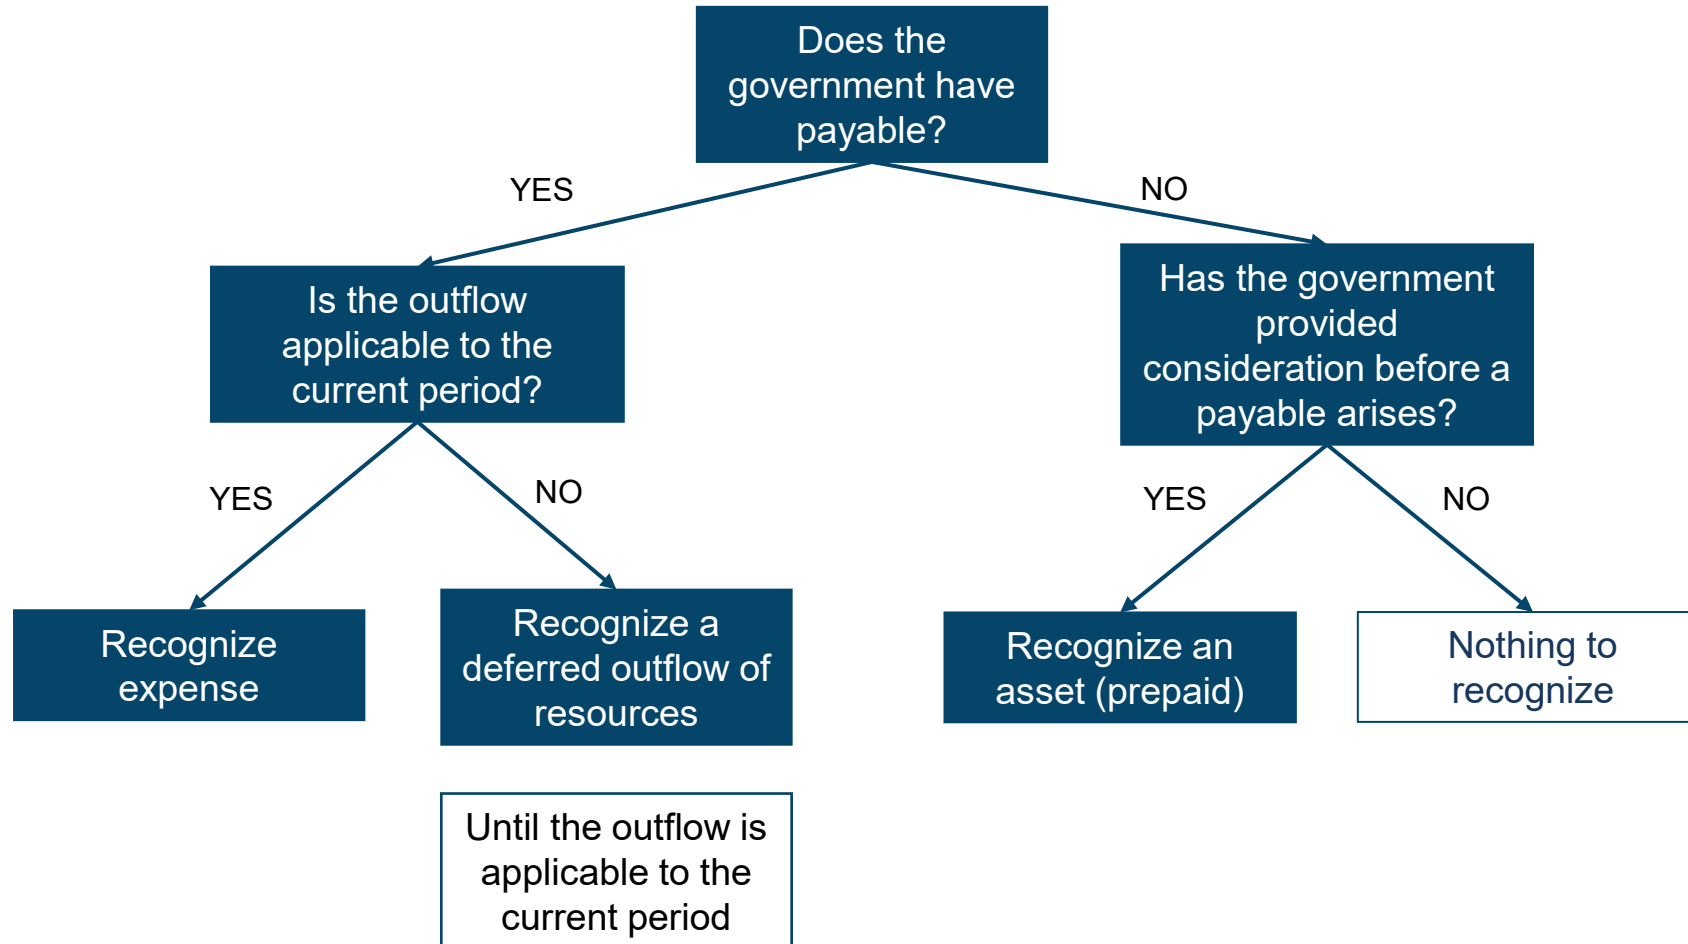 Does the
government have
payable?
YES
NO
Is the outflow
applicable to the
current period?
Has the government
provided
consideration before a
payable arises?
YES
NO
YES
NO
Recognize
expense
Recognize a
deferred outflow of
resources
Recognize an
asset (prepaid)
Nothing to
recognize
Until the outflow is
applicable to the
current period